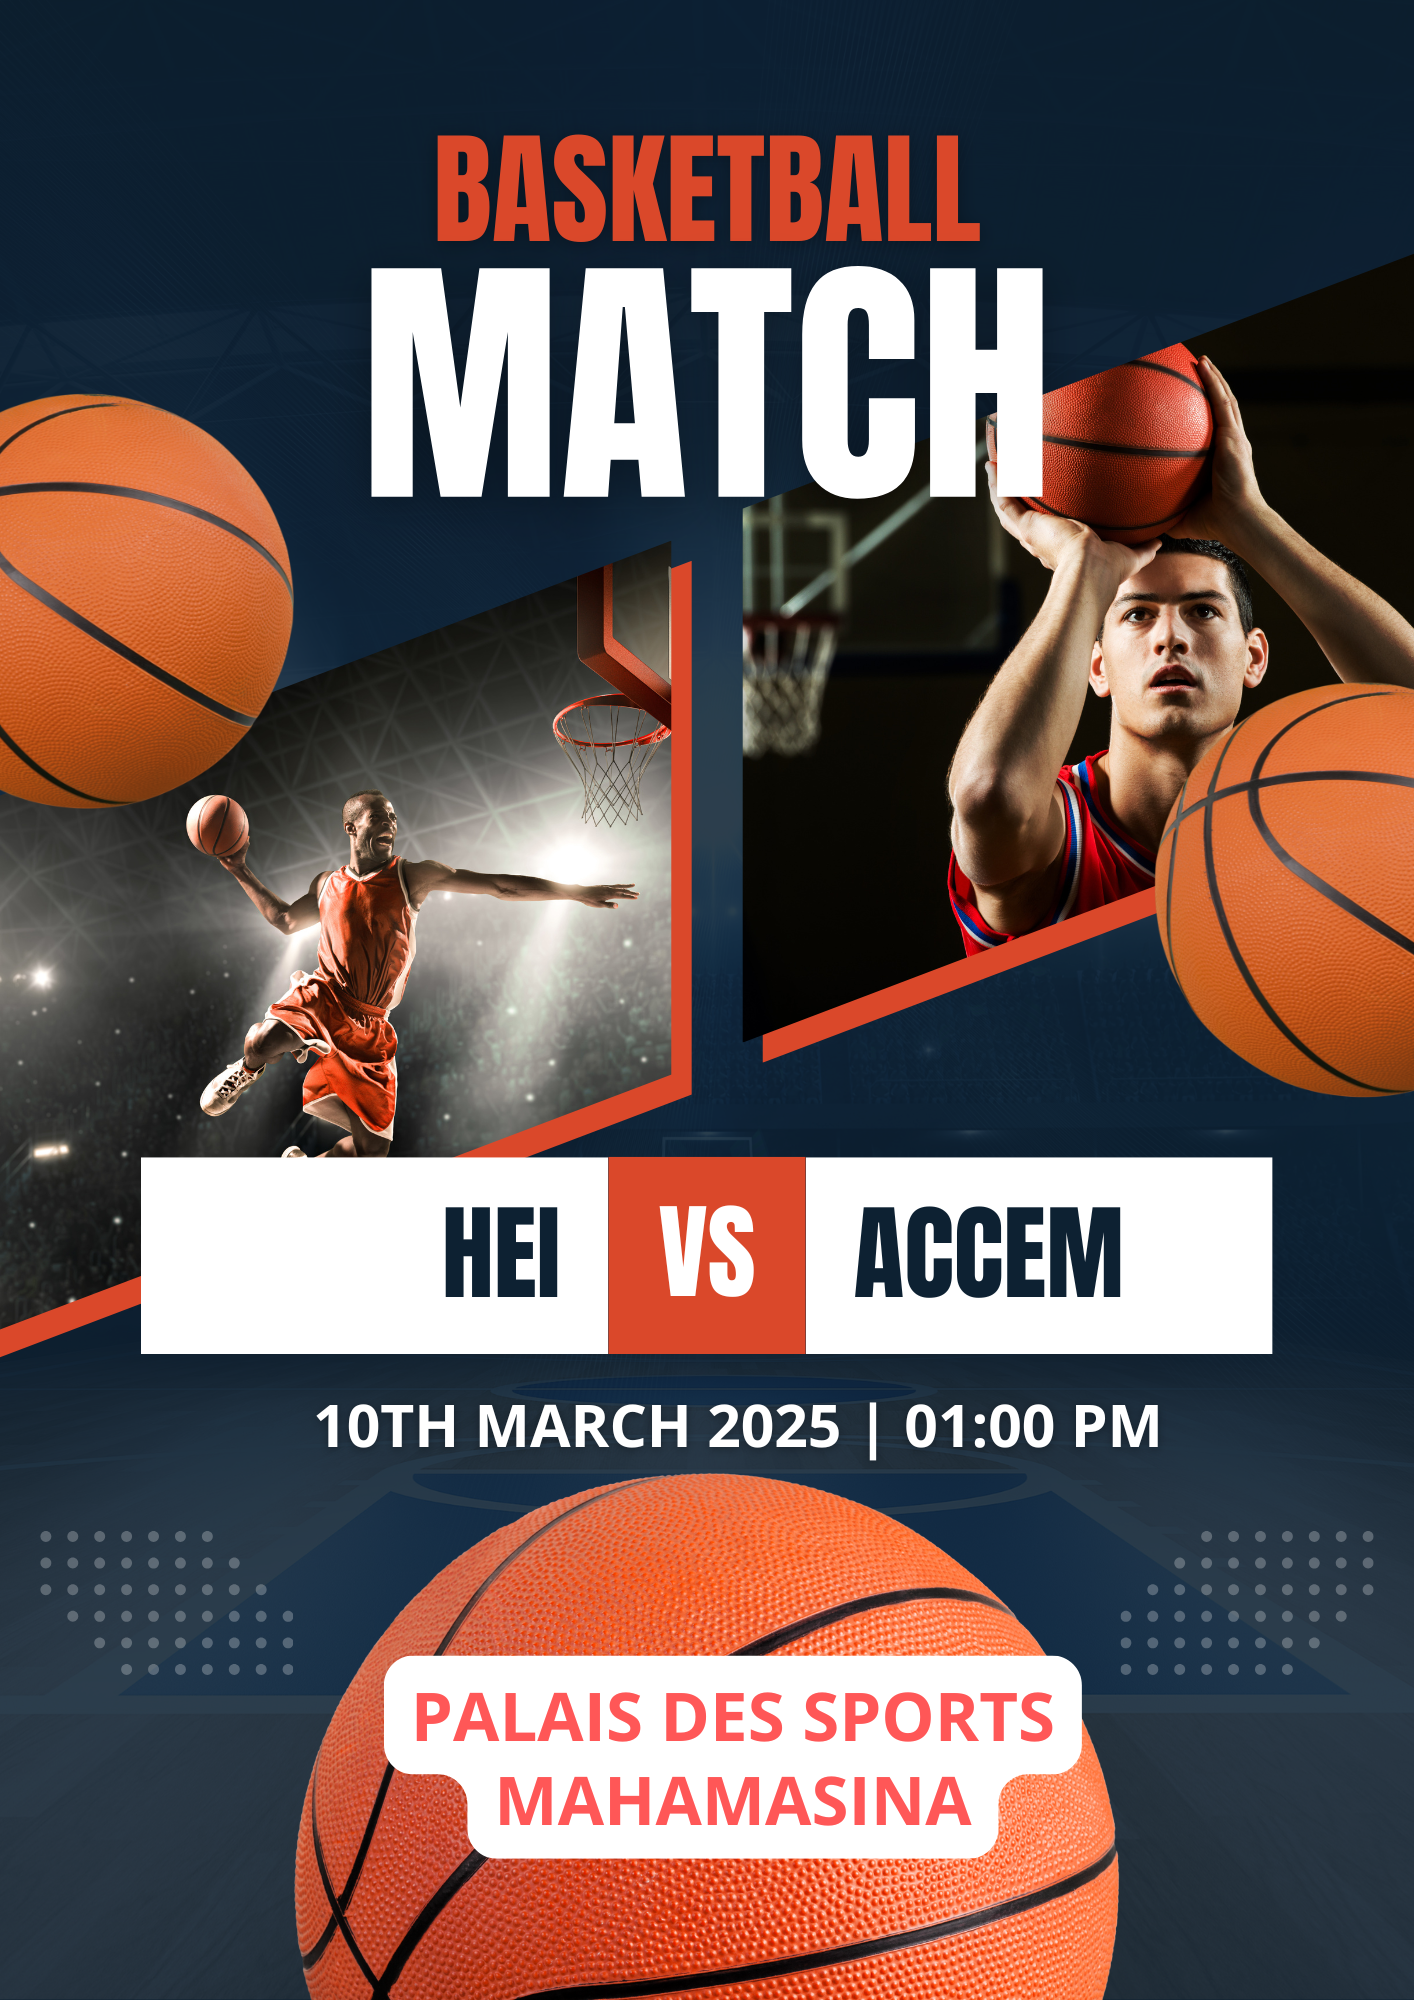 BASKETBALL
MATCH
HEI VS ACCEM
10TH MARCH 2025 | 01:00 PM
PALAIS DES SPORTS
MAHAMASINA